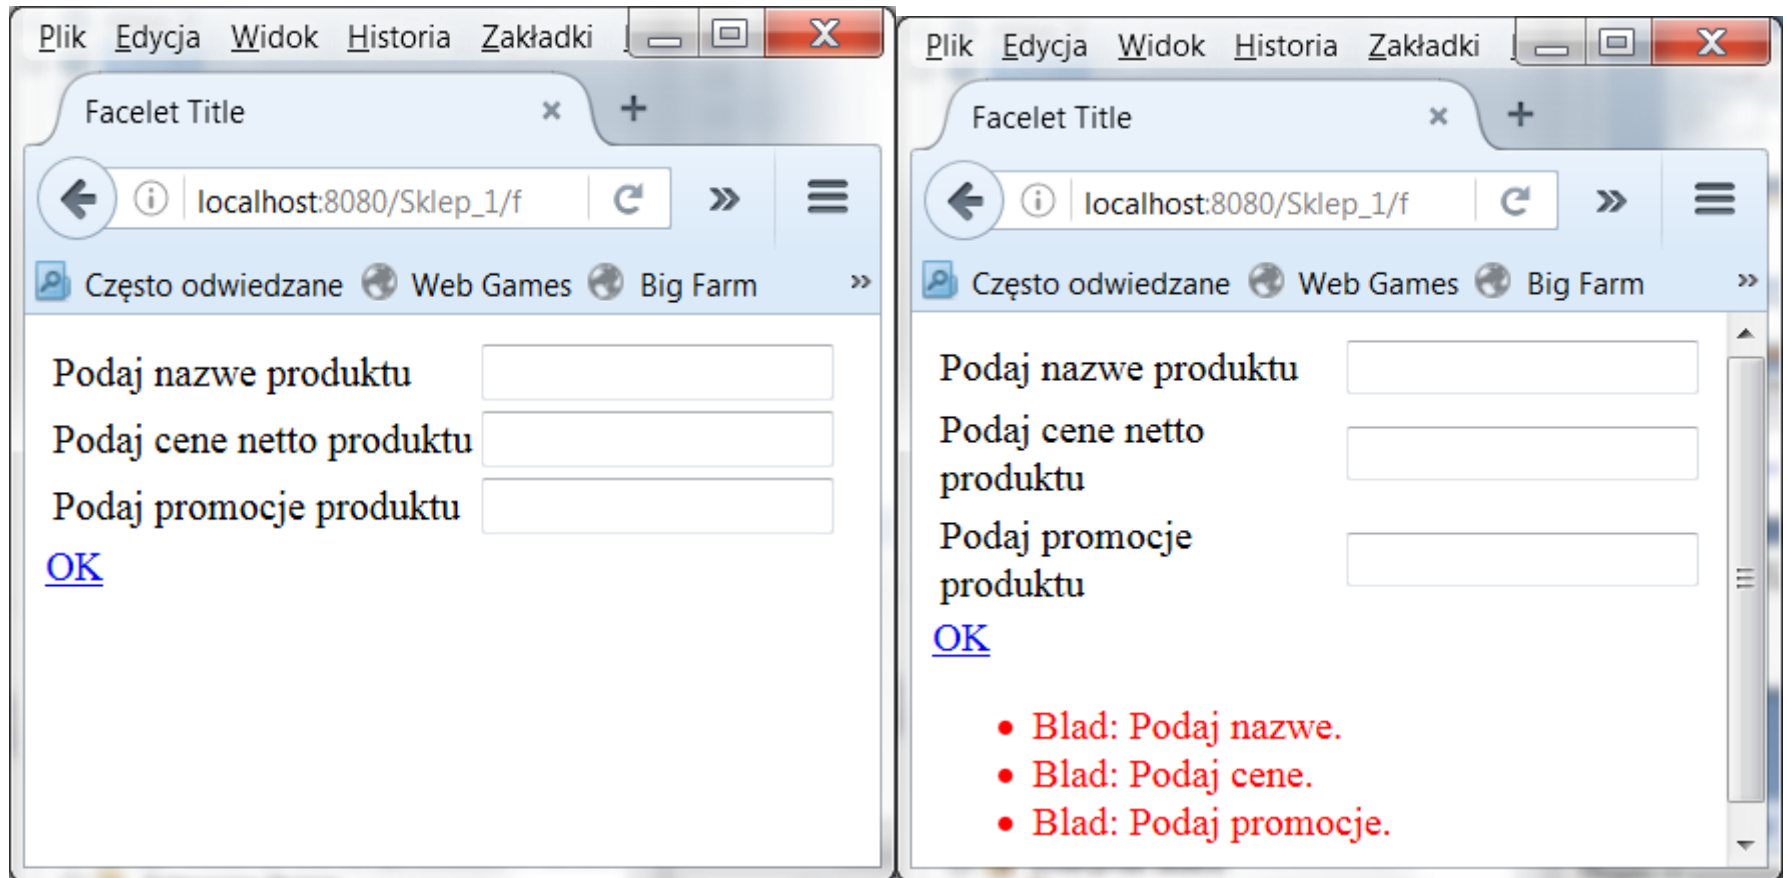 Plik Edycja Widok Historia Zakładki
Facelet Title
localhost:8080/Sklep_1/f
Często odwiedzane Web Games Big Farm
Podaj nazwe produktu
Podaj cene netto produktu
Podaj promocje produktu
OK
Plik Edycja Widok Historia Zakładki
Facelet Title
localhost:8080/Sklep_1/f
Często odwiedzane Web Games Big Farm
Podaj nazwe produktu
Podaj cene netto
produktu
Podaj promocje
produktu
OK
• Blad: Podaj nazwe.
• Blad: Podaj cene.
• Blad: Podaj promocje.